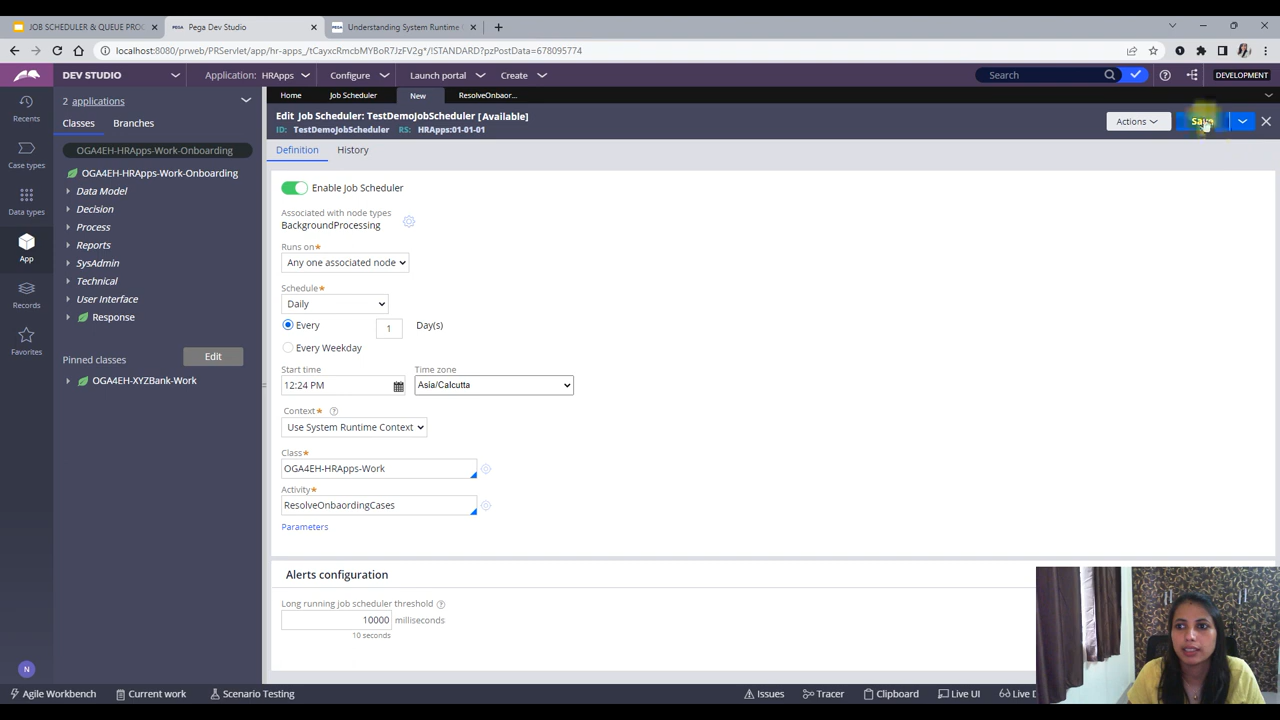 JOB SCHEDULER & QUEUE PRO
Pega Dev Studio
Understanding System Runtime C
localhost:8080/prweb/PRServlet/app/hr-apps_/tCayxcRmcbMYBoR7JzFV2g*/!STANDARD?pzPostData=678095774
DEV STUDIO
Application: HRApps
Configure
Launch portal
Create
Search
DEVELOPMENT
Recents
Case types
Data types
App
Records
Favorites
N
2 applications
Classes
Branches
OGA4EH-HRApps-Work-Onboarding
OGA4EH-HRApps-Work-Onboarding
Data Model
Decision
Process
Reports
SysAdmin
Technical
User Interface
Response
Pinned classes
Edit
OGA4EH-XYZBank-Work
Home
Job Scheduler
New
ResolveOnbaor...
Edit Job Scheduler: TestDemoJobScheduler [Available]
ID: TestDemoJobScheduler RS: HRApps:01-01-01
Actions
Save
Definition
History
Enable Job Scheduler
Associated with node types
BackgroundProcessing
Runs on*
Any one associated node
Schedule*
Daily
Every 1 Day(s)
Every Weekday
Start time
Time zone
12:24 PM
Asia/Calcutta
Context*
Use System Runtime Context
Class*
OGA4EH-HRApps-Work
Activity*
ResolveOnbaordingCases
Parameters
Alerts configuration
Long running job scheduler threshold
10000 milliseconds
10 seconds
Agile Workbench
Current work
Scenario Testing
Issues
Tracer
Clipboard
Live UI
Live D